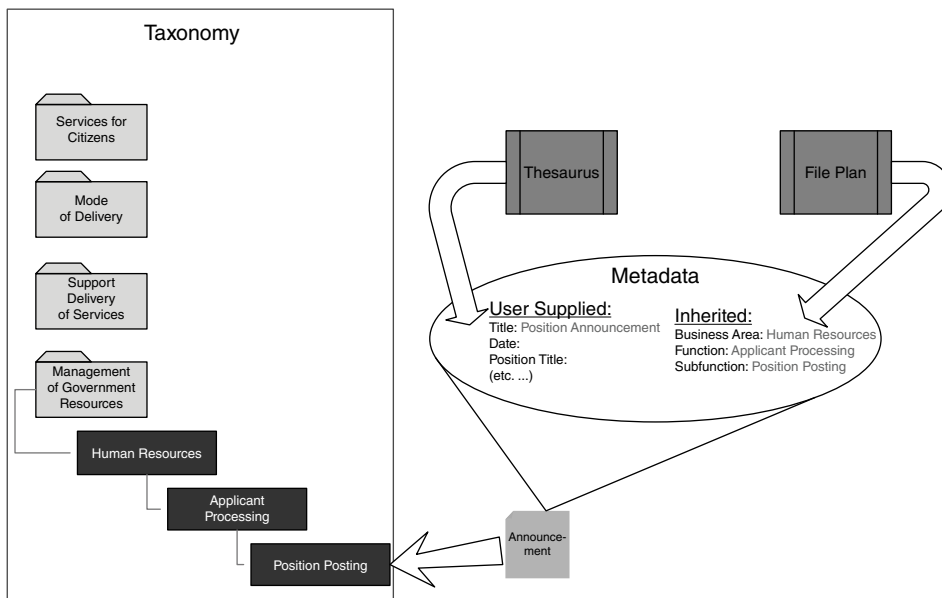 Taxonomy
Services for
Citizens
Mode
of Delivery
Support
Delivery
of Services
Management
of Government
Resources
Human Resources
Applicant
Processing
Position Posting
Thesaurus
File Plan
Metadata
User Supplied:
Title: Position Announcement
Date:
Position Title:
(etc. ...)
Inherited:
Business Area: Human Resources
Function: Applicant Processing
Subfunction: Position Posting
Announce-
ment